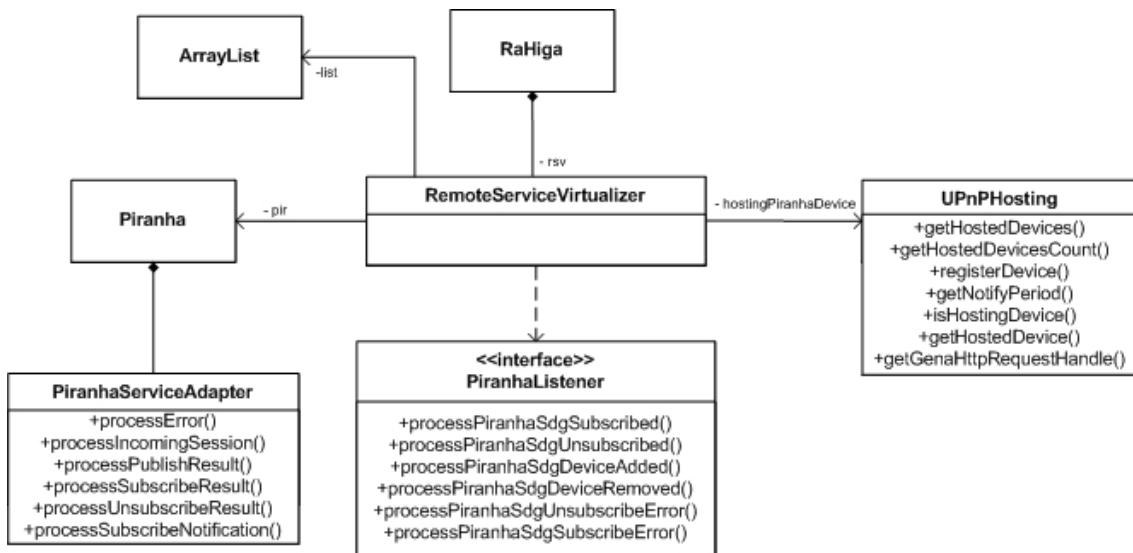 ArrayList
RaHiga
-list
- rsv
Piranha
- pir
RemoteServiceVirtualizer
- hostingPiranhaDevice
UPnPHosting
+getHostedDevices()
+getHostedDevicesCount()
+registerDevice()
+getNotifyPeriod()
+isHostingDevice()
+getHostedDevice()
+getGenaHttpRequestHandle()
PiranhaServiceAdapter
+processError()
+processIncomingSession()
+processPublishResult()
+processSubscribeResult()
+processUnsubscribeResult()
+processSubscribeNotification()
<<interface>>
PiranhaListener
+processPiranhaSdgSubscribed()
+processPiranhaSdgUnsubscribed()
+processPiranhaSdgDeviceAdded()
+processPiranhaSdgDeviceRemoved()
+processPiranhaSdgUnsubscribeError()
+processPiranhaSdgSubscribeError()